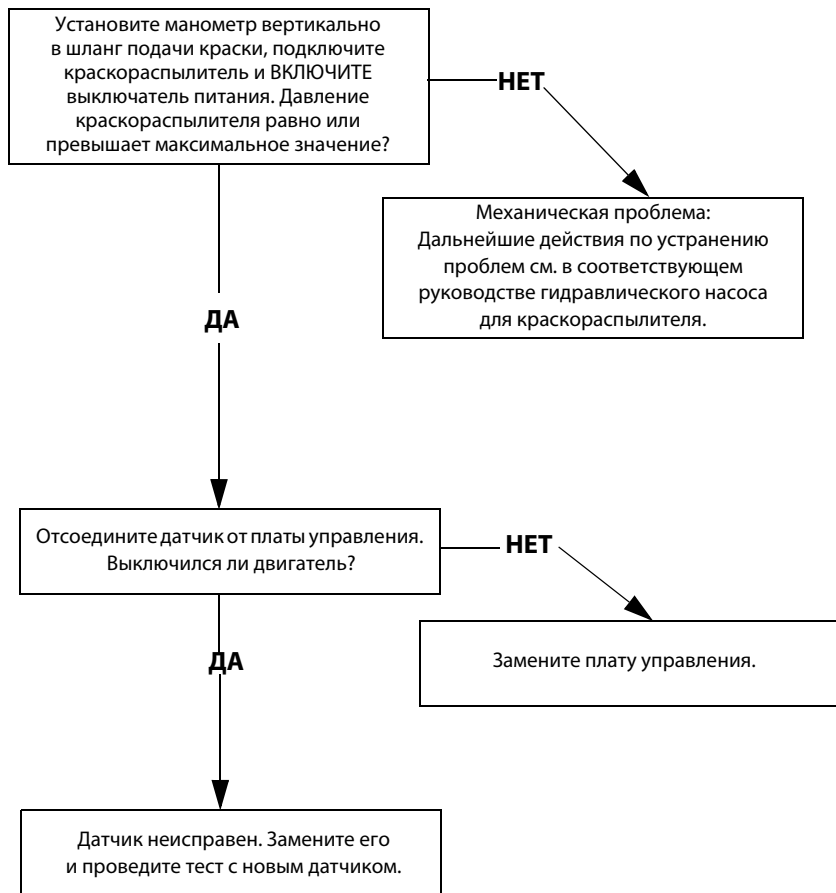 Установите манометр вертикально
в шланг подачи краски, подключите
краскораспылитель и ВКЛЮЧИТЕ
выключатель питания. Давление
краскораспылителя равно или
превышает максимальное значение?
НЕТ
Механическая проблема:
Дальнейшие действия по устранению
проблем см. в соответствующем
руководстве гидравлического насоса
для краскораспылителя.
ДА
Отсоедините датчик от платы управления.
Выключился ли двигатель?
НЕТ
ДА
Замените плату управления.
Датчик неисправен. Замените его
и проведите тест с новым датчиком.